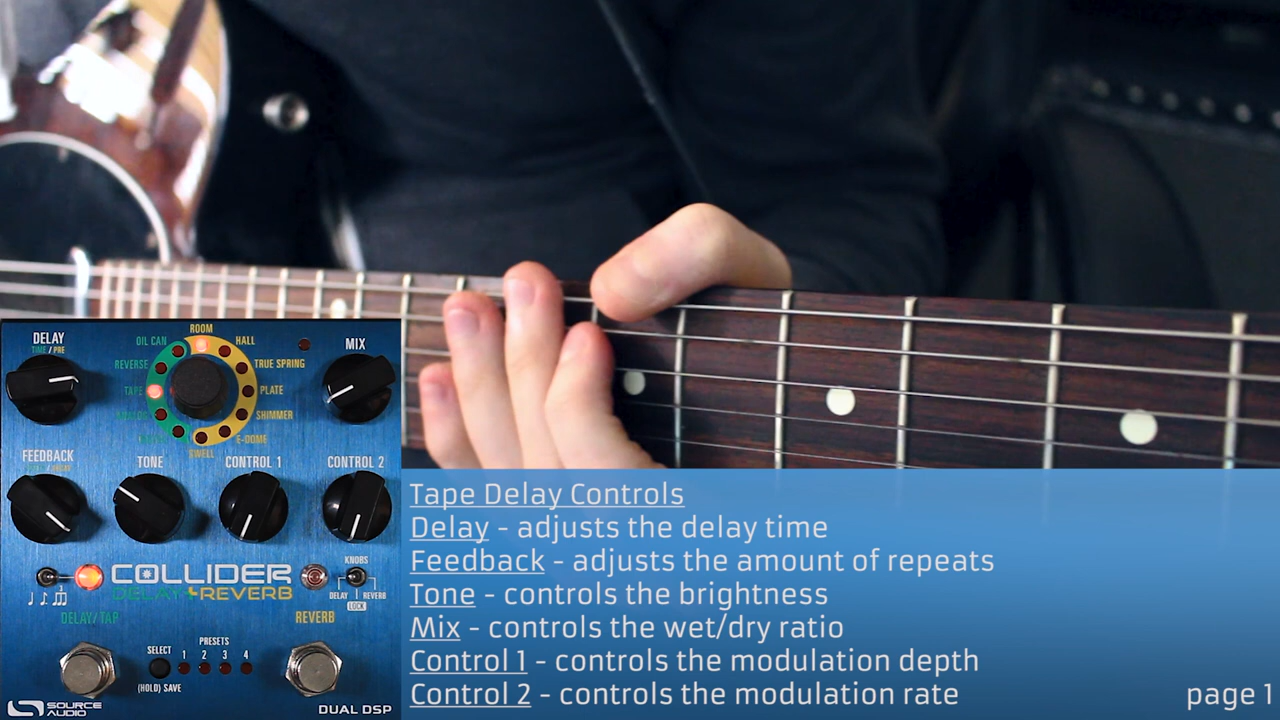 ROOM
DELAY
TIME / PRE
OIL CAN
HALL
MIX
REVERSE
TRUE SPRING
TAPE
PLATE
SHIMMER
E-DOME
SWELL
FEEDBACK
TONE
CONTROL 1
CONTROL 2
COLLIDER
DELAY+REVERB
KNOBS
DELAY
REVERB
LOCK
DELAY/TAP
REVERB
PRESETS
SELECT
1 2 3 4
(HOLD) SAVE
SOURCE
AUDIO
DUAL DSP
Tape Delay Controls
Delay - adjusts the delay time
Feedback - adjusts the amount of repeats
Tone - controls the brightness
Mix - controls the wet/dry ratio
Control 1 - controls the modulation depth
Control 2 - controls the modulation rate
page 1